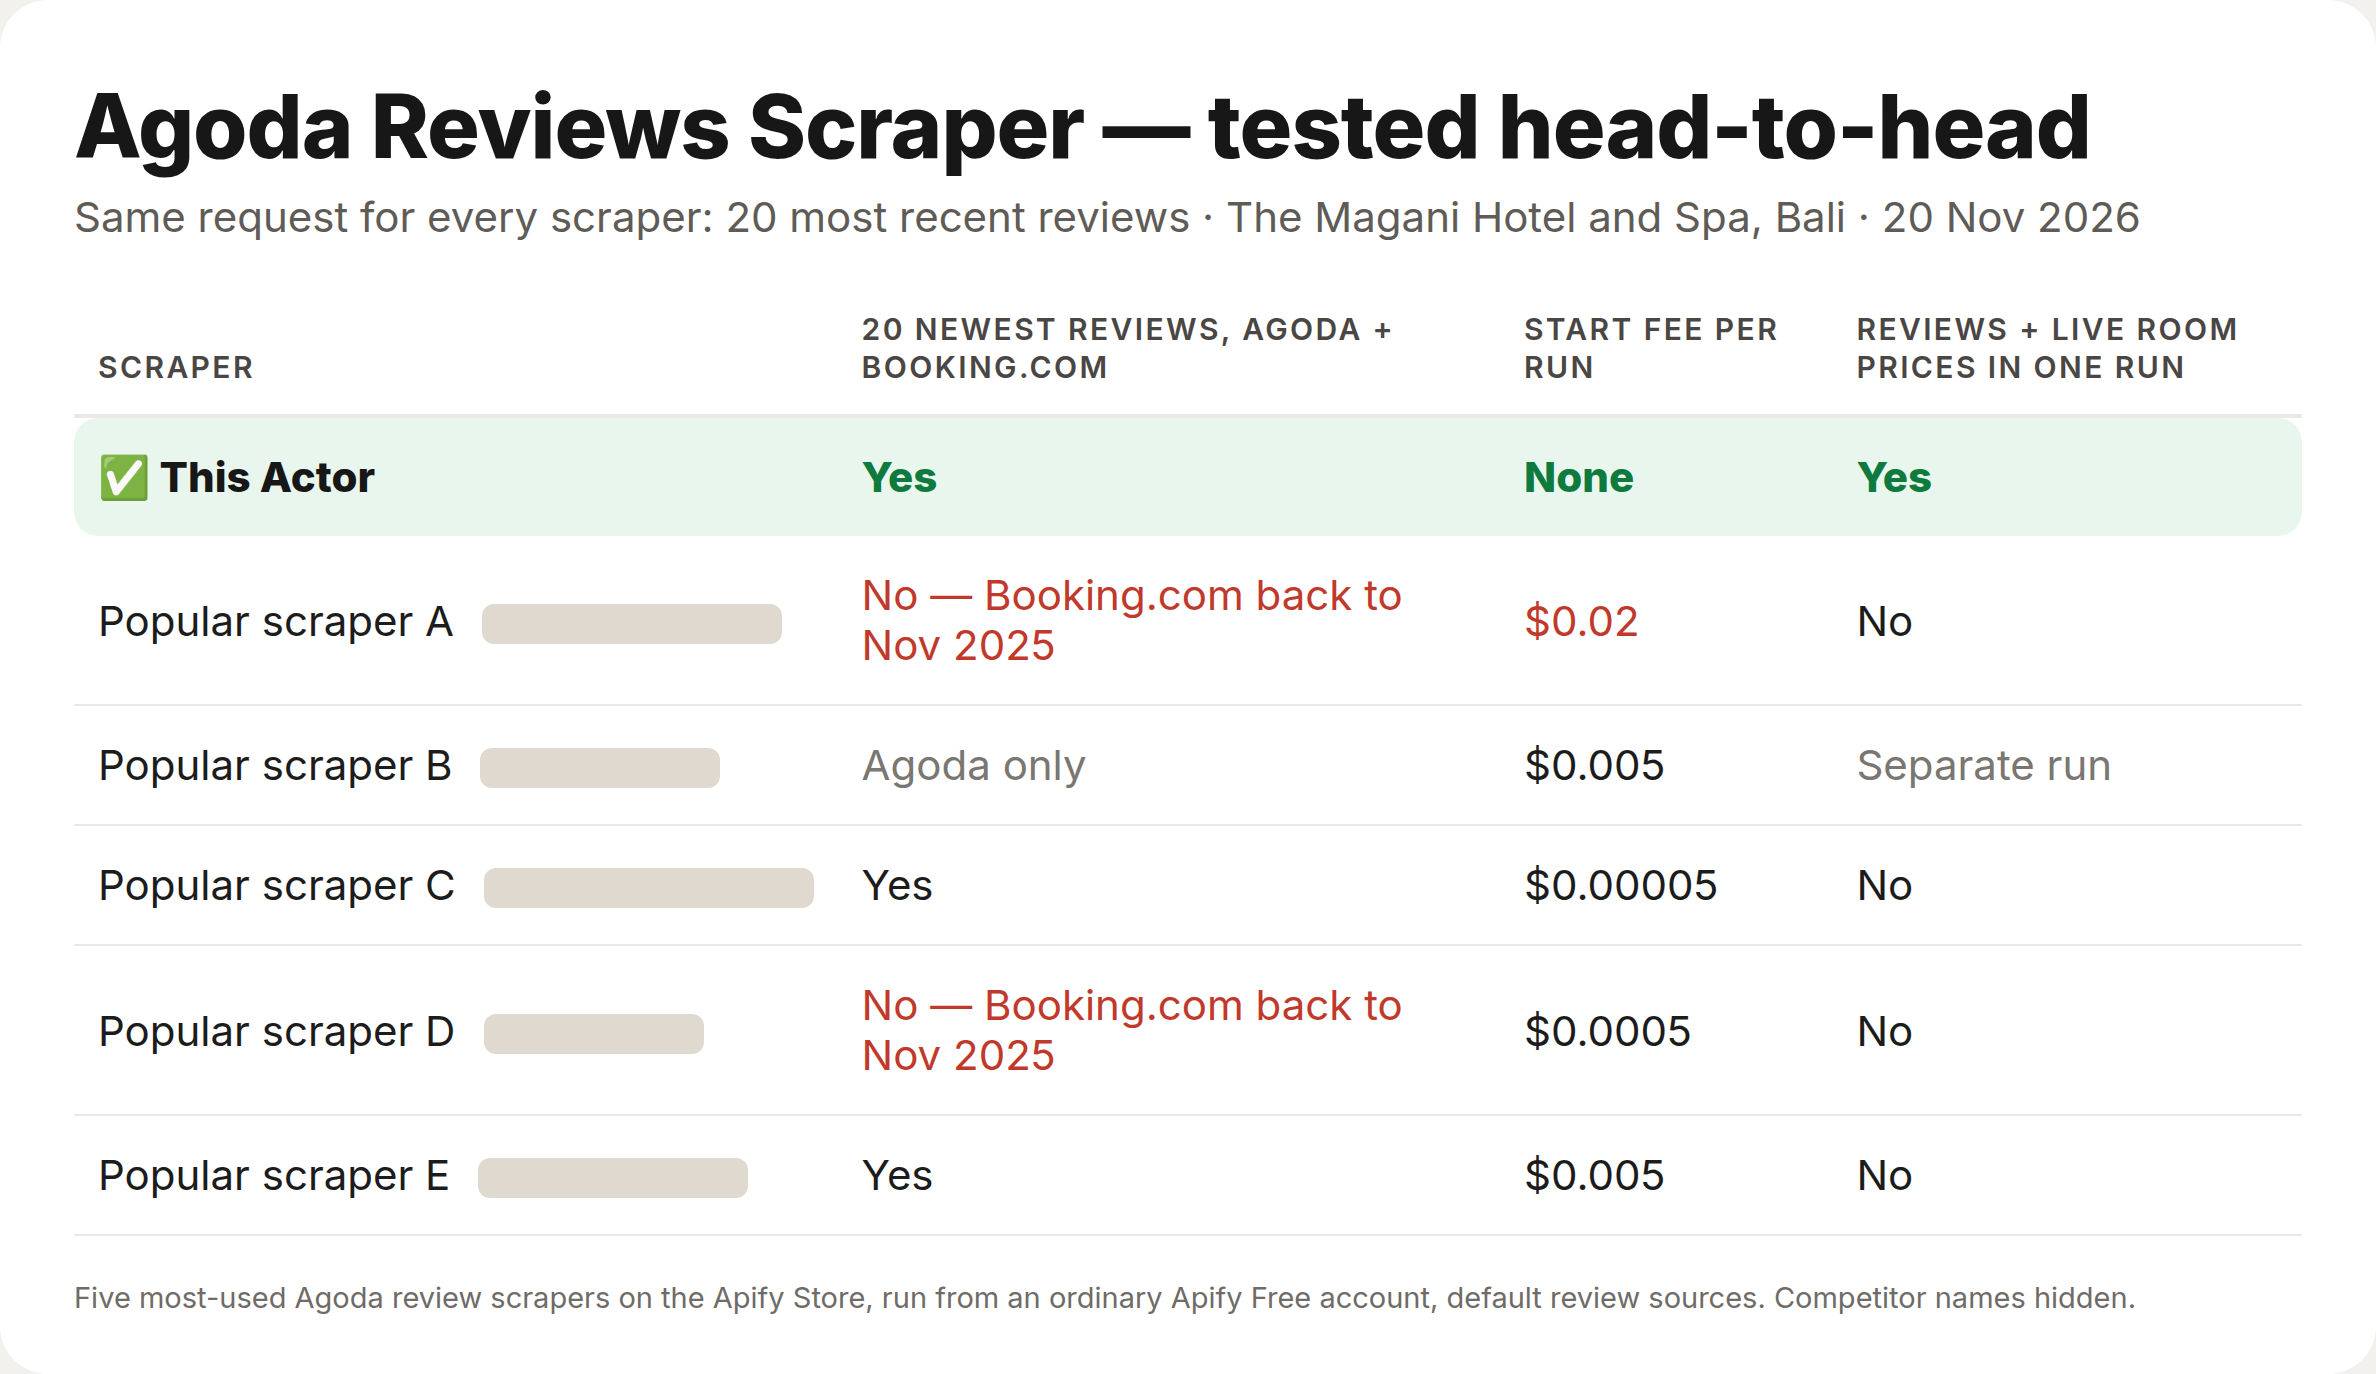 Agoda Reviews Scraper — tested head-to-head
Same request for every scraper: 20 most recent reviews · The Magani Hotel and Spa, Bali · 20 Nov 2026
SCRAPER
20 NEWEST REVIEWS, AGODA +
BOOKING.COM
START FEE PER
RUN
REVIEWS + LIVE ROOM
PRICES IN ONE RUN
✅ This Actor
Yes
None
Yes
Popular scraper A
No — Booking.com back to
Nov 2025
$0.02
No
Popular scraper B
Agoda only
$0.005
Separate run
Popular scraper C
Yes
$0.00005
No
Popular scraper D
No — Booking.com back to
Nov 2025
$0.0005
No
Popular scraper E
Yes
$0.005
No
Five most-used Agoda review scrapers on the Apify Store, run from an ordinary Apify Free account, default review sources. Competitor names hidden.